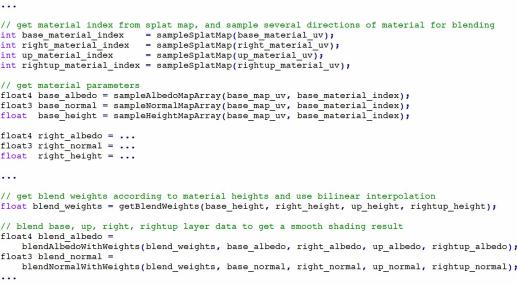 ...
// get material index from splat map, and sample several directions of material for blending
int base_material_index = sampleSplatMap(base_material_uv);
int right_material_index = sampleSplatMap(right_material_uv);
int up_material_index = sampleSplatMap(up_material_uv);
int rightup_material_index = sampleSplatMap(rightup_material_uv);
// get material parameters
float4 base_albedo = sampleAlbedoMapArray(base_map_uv, base_material_index);
float3 base_normal = sampleNormalMapArray(base_map_uv, base_material_index);
float base_height = sampleHeightMapArray(base_map_uv, base_material_index);
float4 right_albedo = ...
float3 right_normal = ...
float right_height = ...
...
// get blend weights according to material heights and use bilinear interpolation
float blend_weights = getBlendWeights(base_height, right_height, up_height, rightup_height);
// blend base, up, right, rightup layer data to get a smooth shading result
float4 blend_albedo =
blendAlbedoWithWeights(blend_weights, base_albedo, right_albedo, up_albedo, rightup_albedo);
float3 blend_normal =
blendNormalWithWeights(blend_weights, base_normal, right_normal, up_normal, rightup_normal);
...